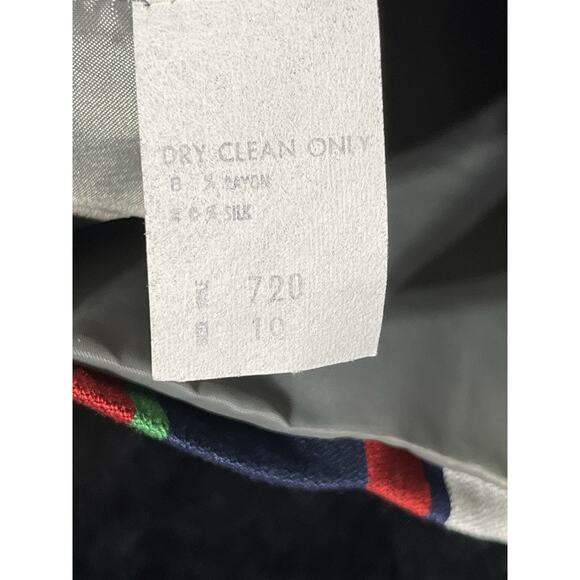 DRY CLEAN ONLY
% RAYON
% SILK
720
10